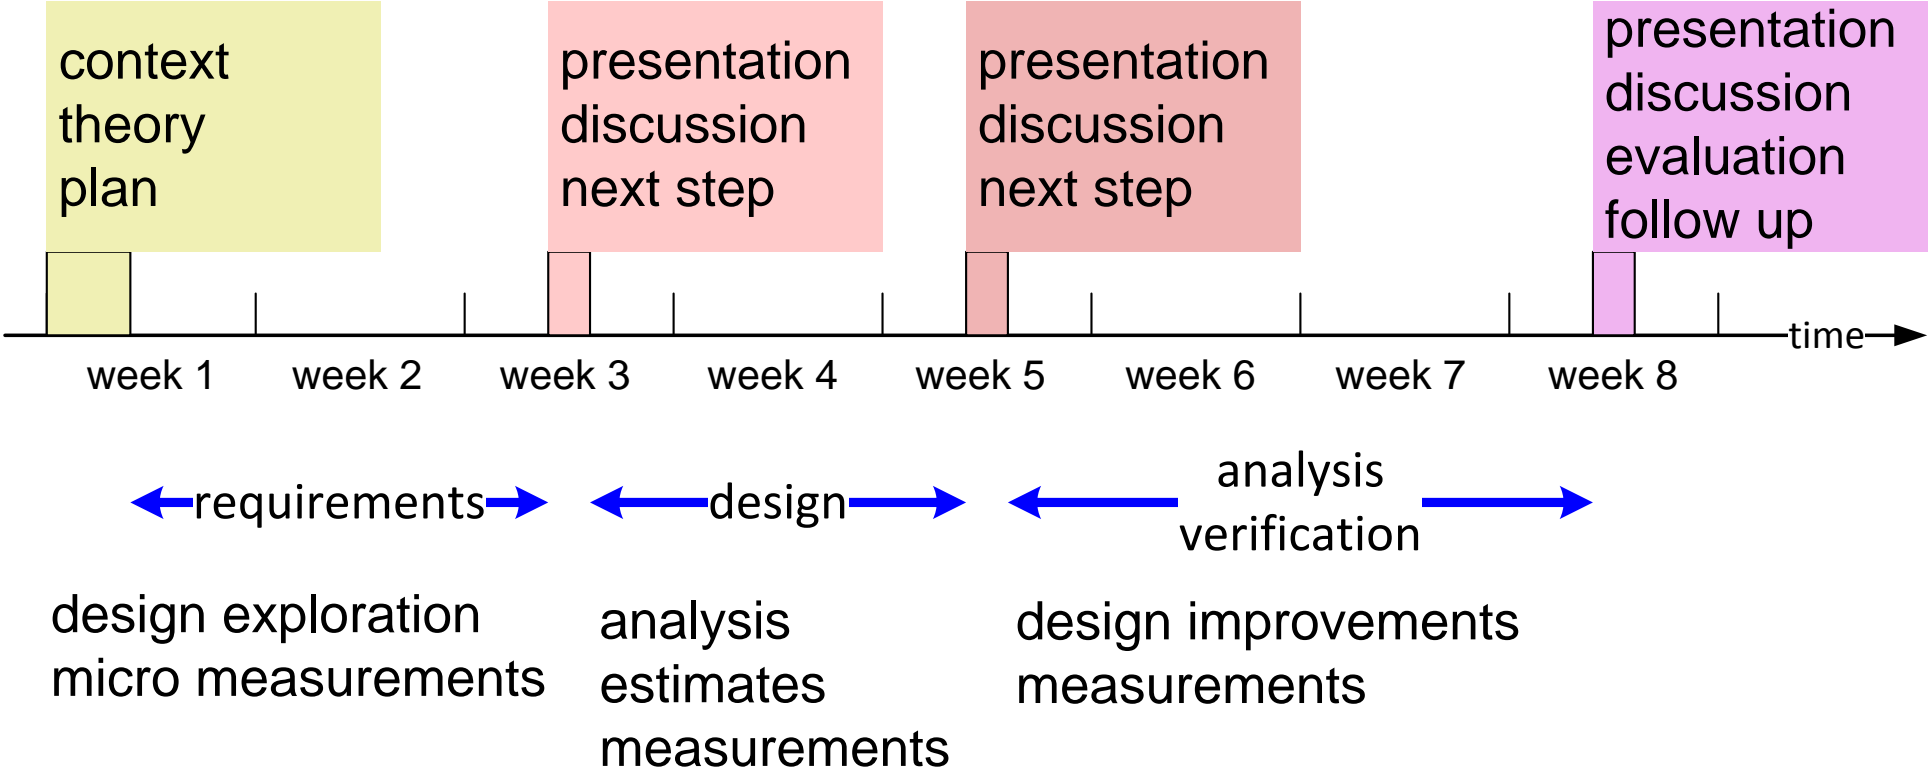 context
theory
plan
presentation
discussion
next step
presentation
discussion
next step
presentation
discussion
evaluation
follow up
time
week 1
week 2
week 3
week 4
week 5
week 6
week 7
week 8
requirements
design
analysis
verification
design exploration
micro measurements
analysis
estimates
measurements
design improvements
measurements